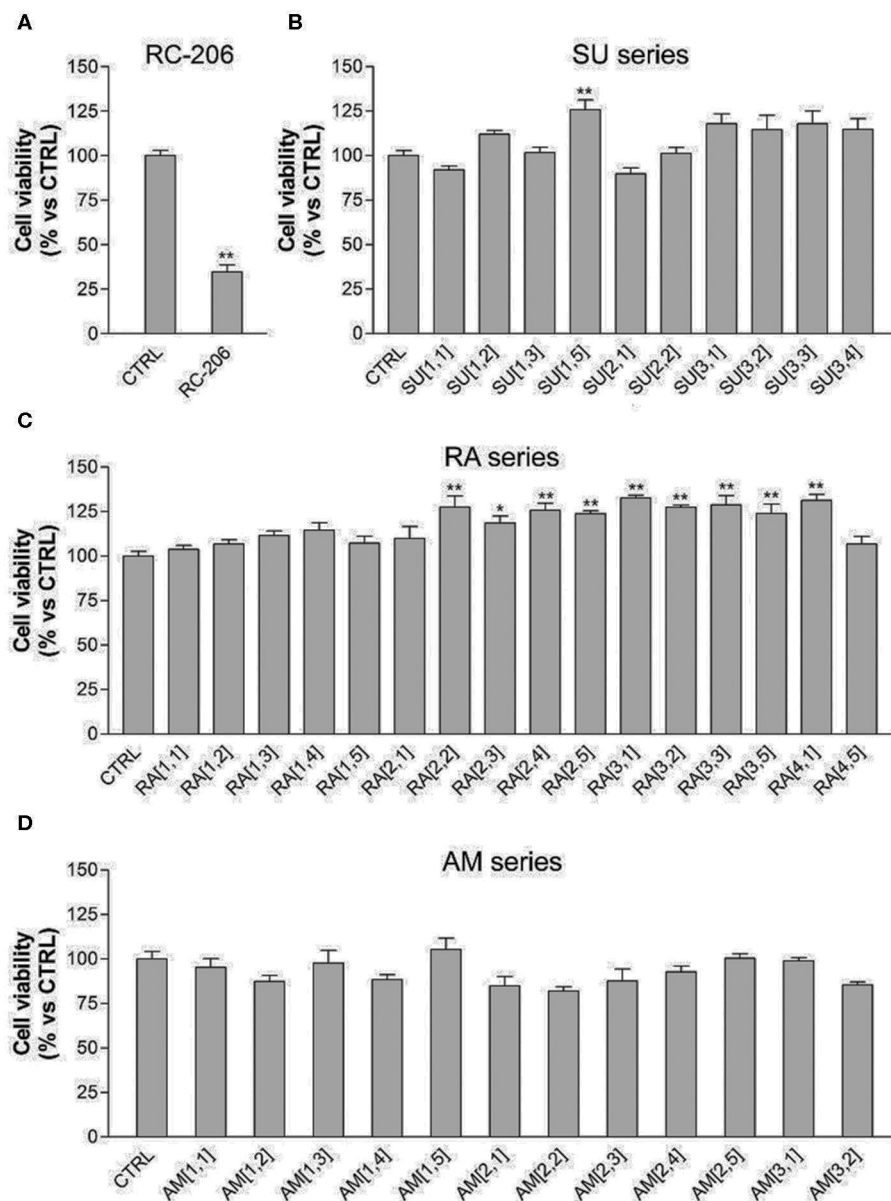 A
RC-206
Cell viability
(% vs CTRL)
150
125
100
75
50
25
0
**
CTRL
RC-206
B
SU series
Cell viability
(% vs CTRL)
150
125
100
75
50
25
0
**
CTRL
SU[1,1]
SU[1,2]
SU[1,3]
SU[1,5]
SU[2,1]
SU[2,2]
SU[3,1]
SU[3,2]
SU[3,3]
SU[3,4]
C
RA series
Cell viability
(% vs CTRL)
150
125
100
75
50
25
0
**
*
**
**
**
**
**
**
**
CTRL
RA[1,1]
RA[1,2]
RA[1,3]
RA[1,4]
RA[1,5]
RA[2,1]
RA[2,2]
RA[2,3]
RA[2,4]
RA[2,5]
RA[3,1]
RA[3,2]
RA[3,3]
RA[3,5]
RA[4,1]
RA[4,5]
D
AM series
Cell viability
(% vs CTRL)
150
125
100
75
50
25
0
CTRL
AM[1,1]
AM[1,2]
AM[1,3]
AM[1,4]
AM[1,5]
AM[2,1]
AM[2,2]
AM[2,3]
AM[2,4]
AM[2,5]
AM[3,1]
AM[3,2]